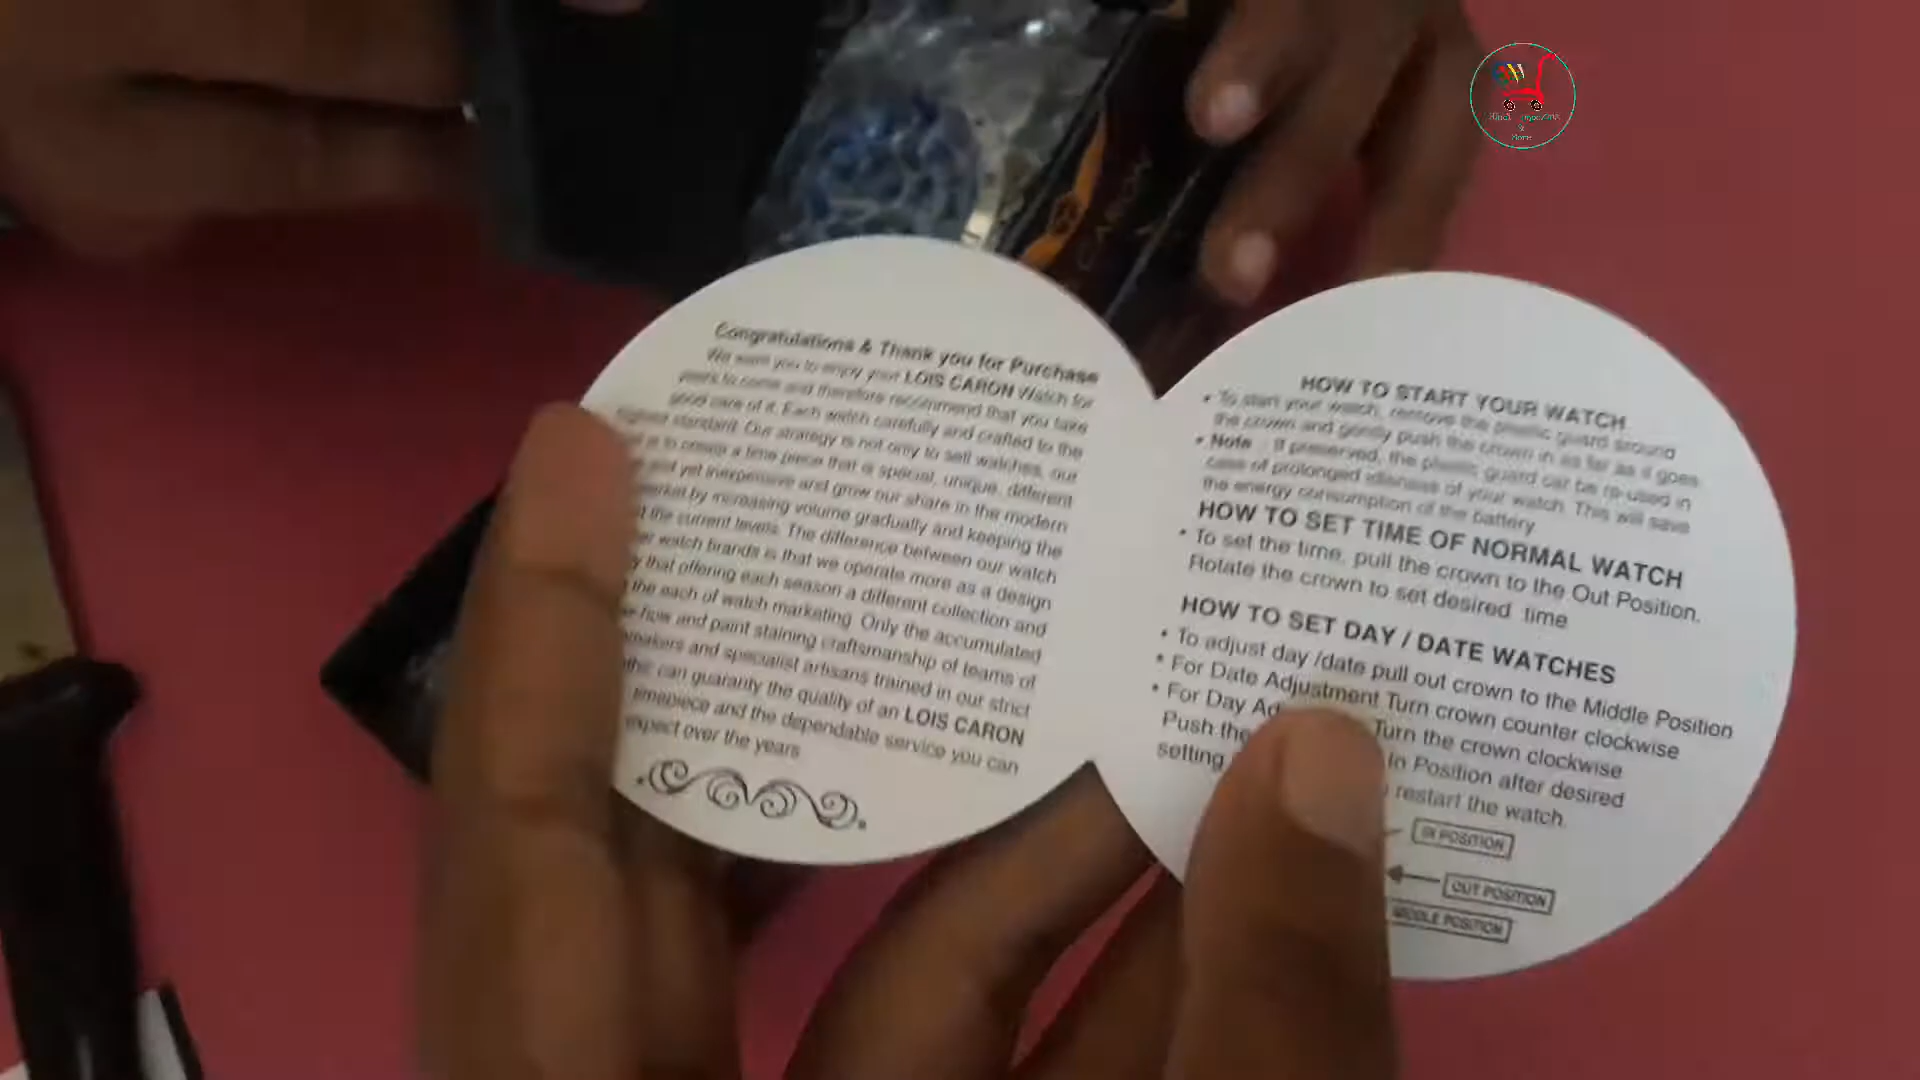 Congratulations & Thank you for Purchase
We want you to enjoy your LOIS CARON Watch for
years to come and therefore recommend that you take
good care of it. Each watch carefully and crafted to the
highest standard. Our strategy is not only to sell watches, our
is to create a time piece that is special, unique, different
and yet inexpensive and grow our share in the modern
market by increasing volume gradually and keeping the
the current levels. The difference between our watch
watch brands is that we operate more as a design
that offering each season a different collection and
the each of watch marketing. Only the accumulated
how and paint staining craftsmanship of teams of
makers and specialist artisans trained in our strict
can guaranty the quality of an LOIS CARON
timepiece and the dependable service you can
expect over the years
HOW TO START YOUR WATCH
• To start your watch, remove the plastic guard around
the crown and gently push the crown in as far as it goes
• Note : If preserved, the plastic guard can be re-used in
case of prolonged idleness of your watch. This will save
the energy consumption of the battery
HOW TO SET TIME OF NORMAL WATCH
• To set the time, pull the crown to the Out Position.
Rotate the crown to set desired time
HOW TO SET DAY / DATE WATCHES
• To adjust day /date pull out crown to the Middle Position
• For Date Adjustment Turn crown counter clockwise
• For Day Ad Turn the crown clockwise
Push the In Position after desired
setting restart the watch.
IN POSITION
OUT POSITION
MIDDLE POSITION
CARON
& More